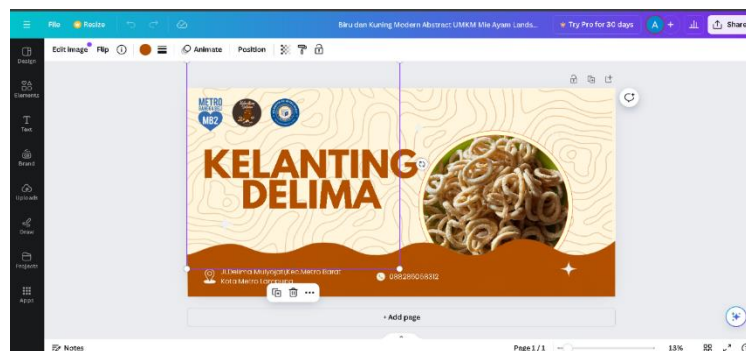 File
Resize
Biru dan Kuning Modern Abstract UMKM Mie Ayam Lands...
Try Pro for 30 days
A
+
Share
Edit image
Flip
Animate
Position
Design
Elements
Text
Brand
Uploads
Draw
Projects
Apps
METRO
MB2
KELANTING
DELIMA
Jl.Delima Mulyojati,Kec.Metro Barat
Kota Metro Lampung
088286058312
+ Add page
Notes
Page 1 / 1
13%